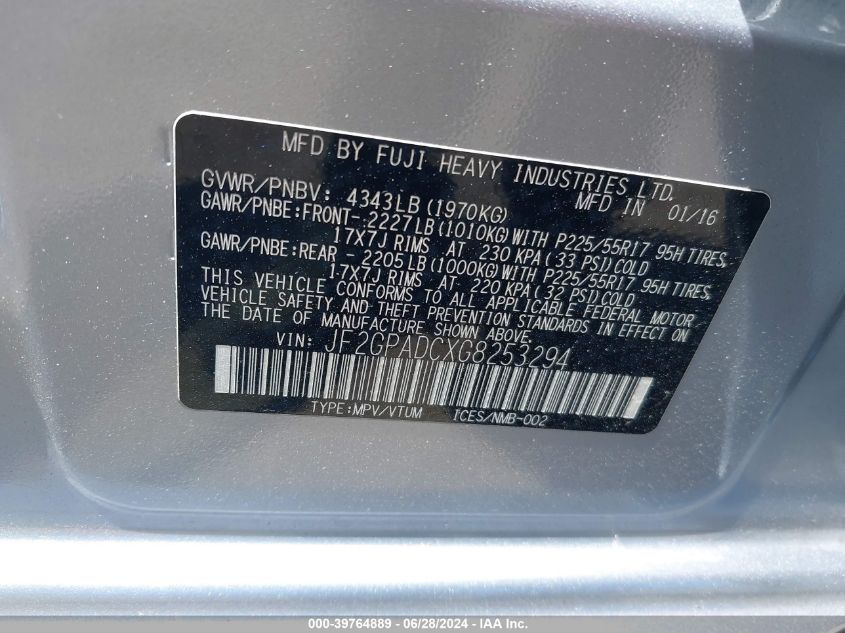 MFD BY FUJI HEAVY INDUSTRIES LTD.
GVWR/PNBV: 4343LB (1970KG) MFD IN 01/16
GAWR/PNBE:FRONT-2227LB(1010KG)WITH P225/55R17 95H TIRES,
17X7J RIMS AT 230 KPA(33 PSI)COLD
GAWR/PNBE:REAR - 2205LB(1000KG)WITH P225/55R17 95H TIRES,
17X7J RIMS AT 220 KPA(32 PSI)COLD
THIS VEHICLE CONFORMS TO ALL APPLICABLE FEDERAL MOTOR
VEHICLE SAFETY AND THEFT PREVENTION STANDARDS IN EFFECT ON
THE DATE OF MANUFACTURE SHOWN ABOVE.
VIN: JF2GPADCXG8253294
TYPE:MPV/VTUM ICES/NMB-002
000-39764889 06/28/2024 - IAA Inc.